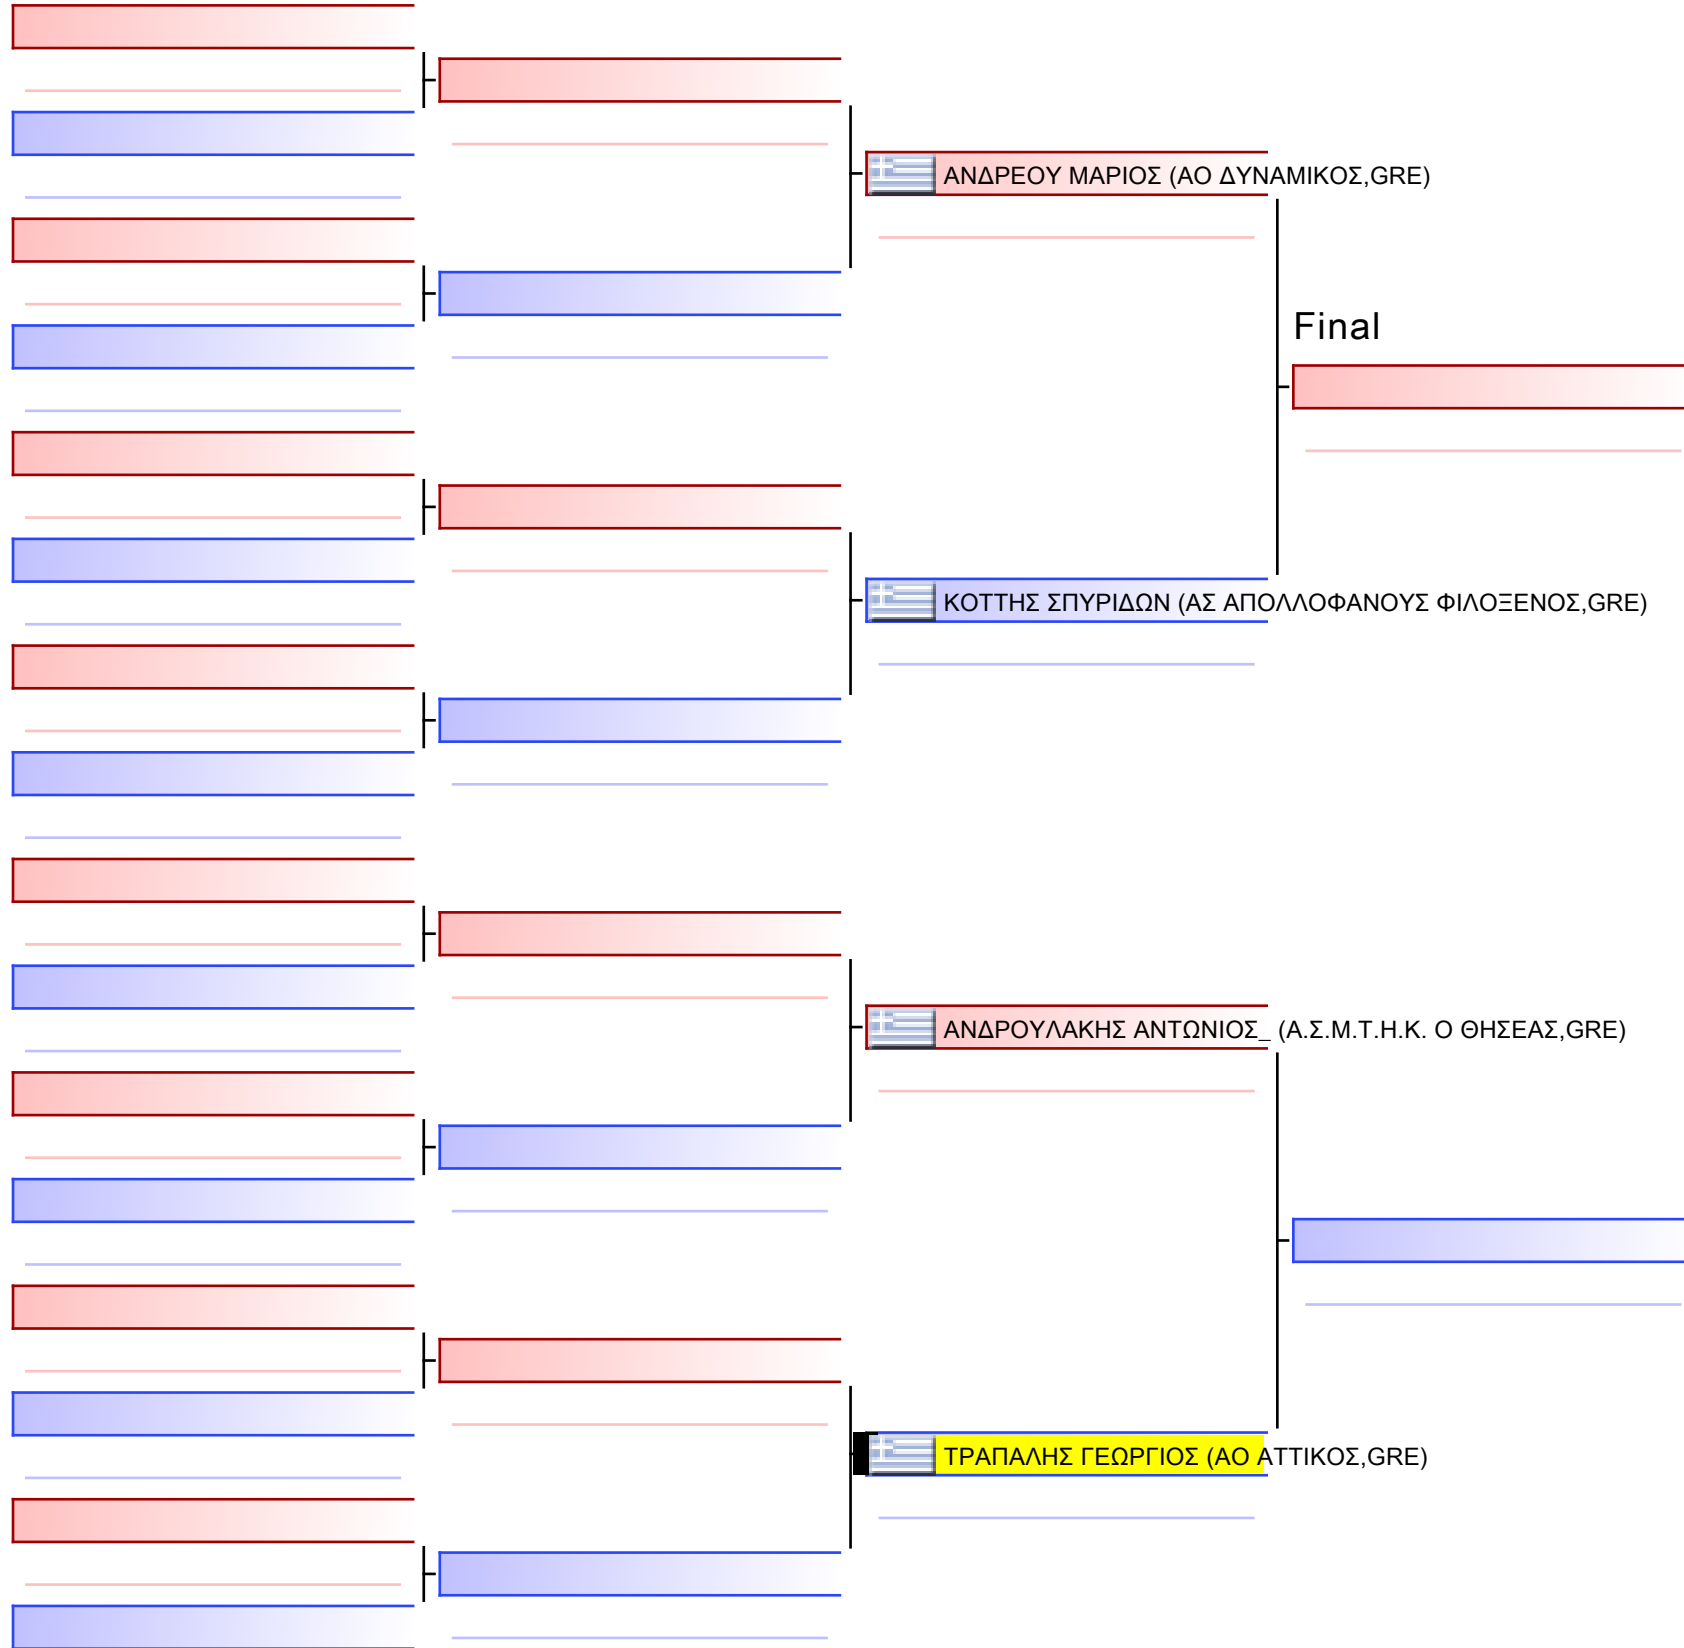 ΑΝΔΡΕΟΥ ΜΑΡΙΟΣ (ΑΟ ΔΥΝΑΜΙΚΟΣ,GRE)
Final
ΚΟΤΤΗΣ ΣΠΥΡΙΔΩΝ (ΑΣ ΑΠΟΛΛΟΦΑΝΟΥΣ ΦΙΛΟΞΕΝΟΣ,GRE)
ΑΝΔΡΟΥΛΑΚΗΣ ΑΝΤΩΝΙΟΣ_ (Α.Σ.Μ.Τ.Η.Κ. Ο ΘΗΣΕΑΣ,GRE)
ΤΡΑΠΑΛΗΣ ΓΕΩΡΓΙΟΣ (ΑΟ ΑΤΤΙΚΟΣ,GRE)